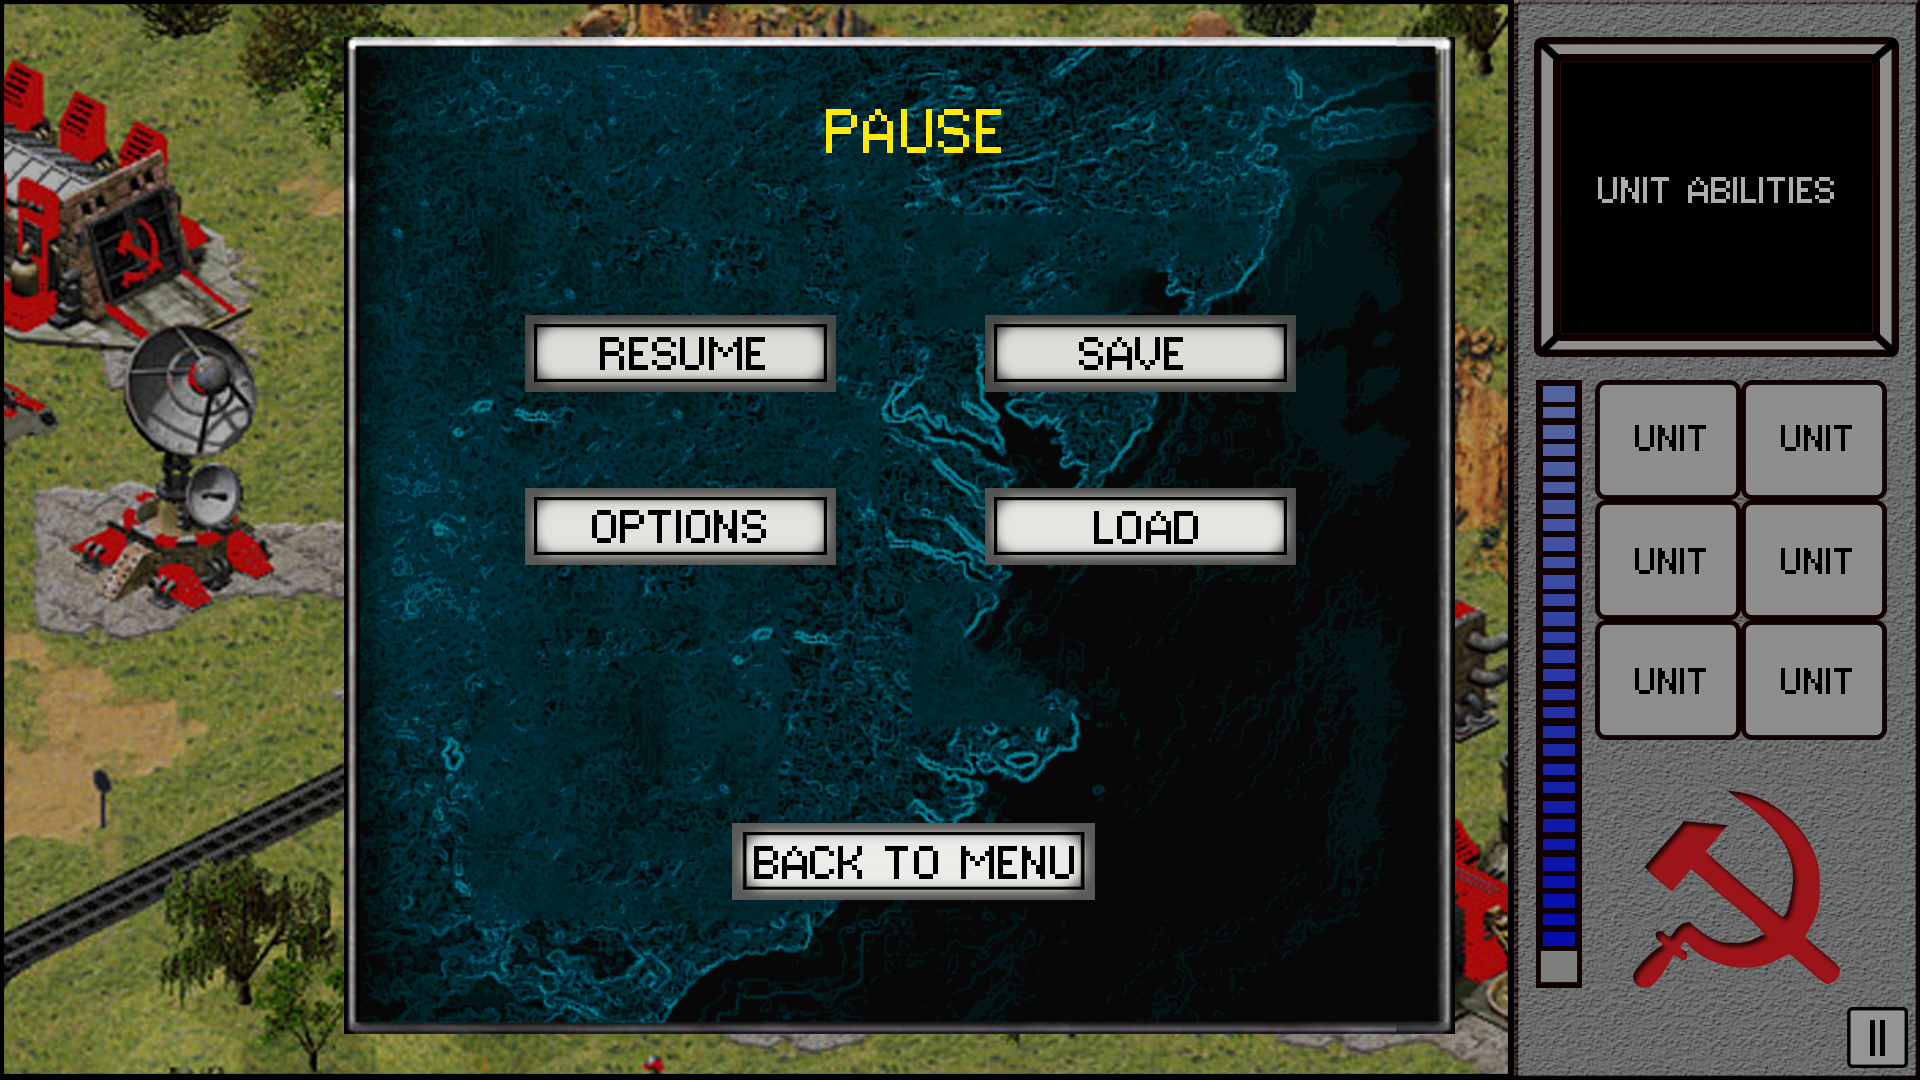 PAUSE
RESUME
SAVE
OPTIONS
LOAD
BACK TO MENU
UNIT ABILITIES
UNIT UNIT
UNIT UNIT
UNIT UNIT